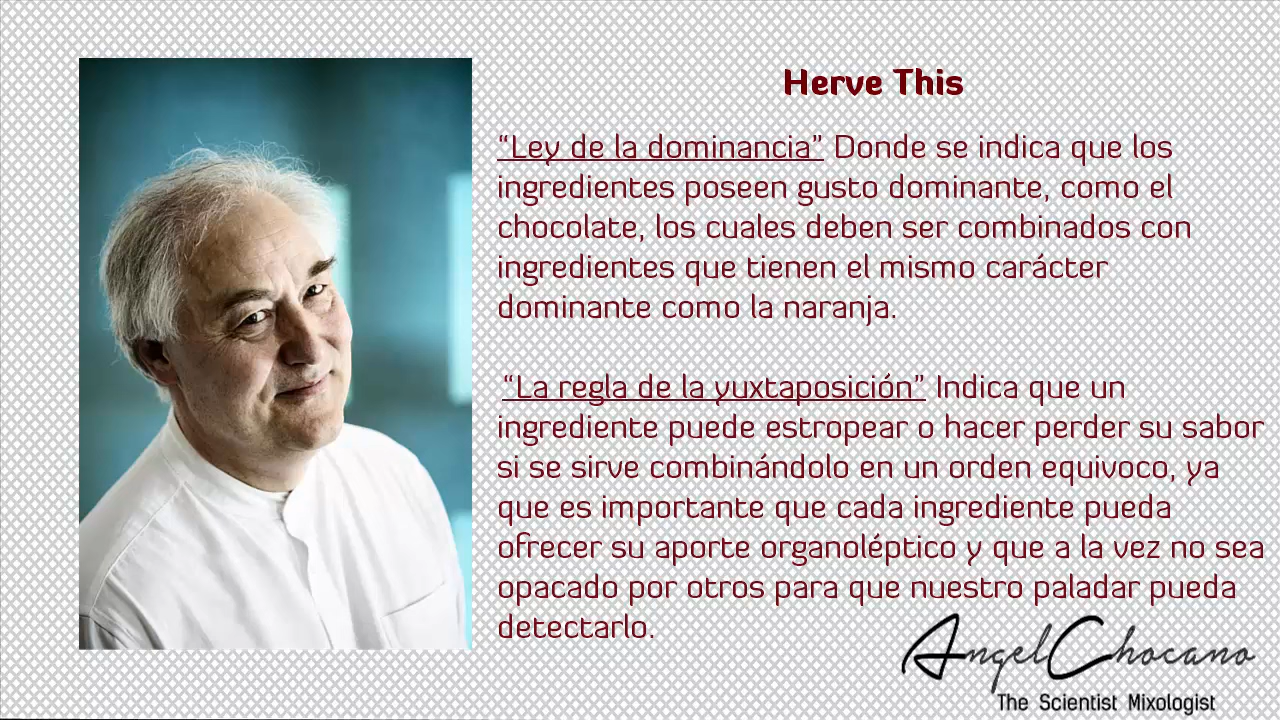 Herve This
“Ley de la dominancia” Donde se indica que los
ingredientes poseen gusto dominante, como el
chocolate, los cuales deben ser combinados con
ingredientes que tienen el mismo carácter
dominante como la naranja.
“La regla de la yuxtaposición” Indica que un
ingrediente puede estropear o hacer perder su sabor
si se sirve combinándolo en un orden equivoco, ya
que es importante que cada ingrediente pueda
ofrecer su aporte organoléptico y que a la vez no sea
opacado por otros para que nuestro paladar pueda
detectarlo.
Angel Chocano
The Scientist Mixologist